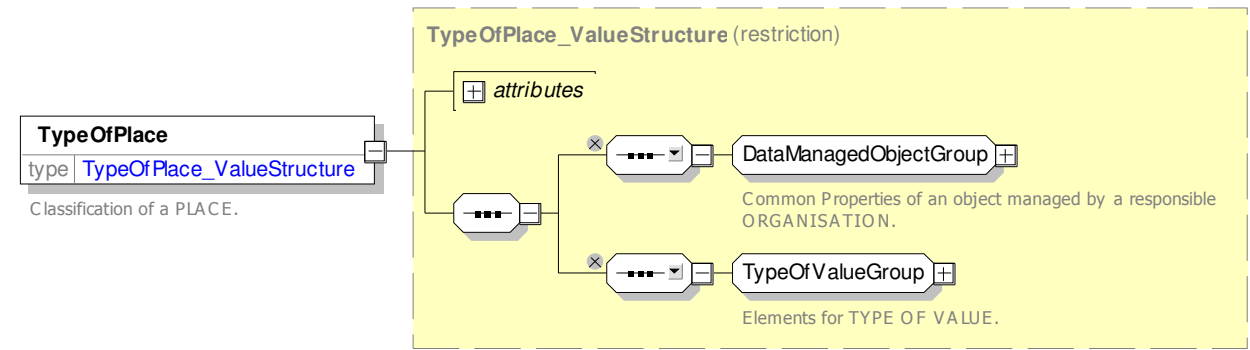 TypeOfPlace_ValueStructure (restriction)
attributes
TypeOfPlace
type TypeOfPlace_ValueStructure
Classification of a PLACE.
DataManagedObjectGroup
Common Properties of an object managed by a responsible
ORGANISATION.
TypeOfValueGroup
Elements for TYPE OF VALUE.